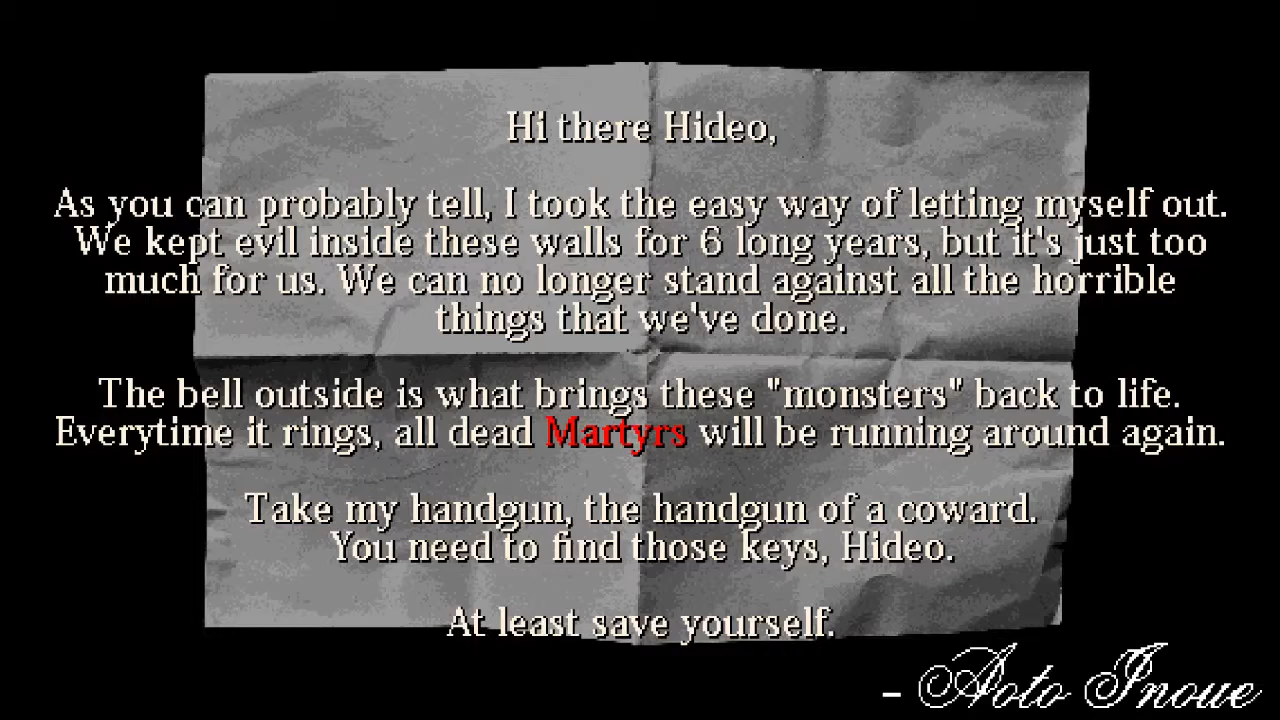 Hi there Hideo,
As you can probably tell, I took the easy way of letting myself out.
We kept evil inside these walls for 6 long years, but it's just too
much for us. We can no longer stand against all the horrible
things that we've done.
The bell outside is what brings these "monsters" back to life.
Everytime it rings, all dead Martyrs will be running around again.
Take my handgun, the handgun of a coward.
You need to find those keys, Hideo.
At least save yourself.
- Aoto Inoue